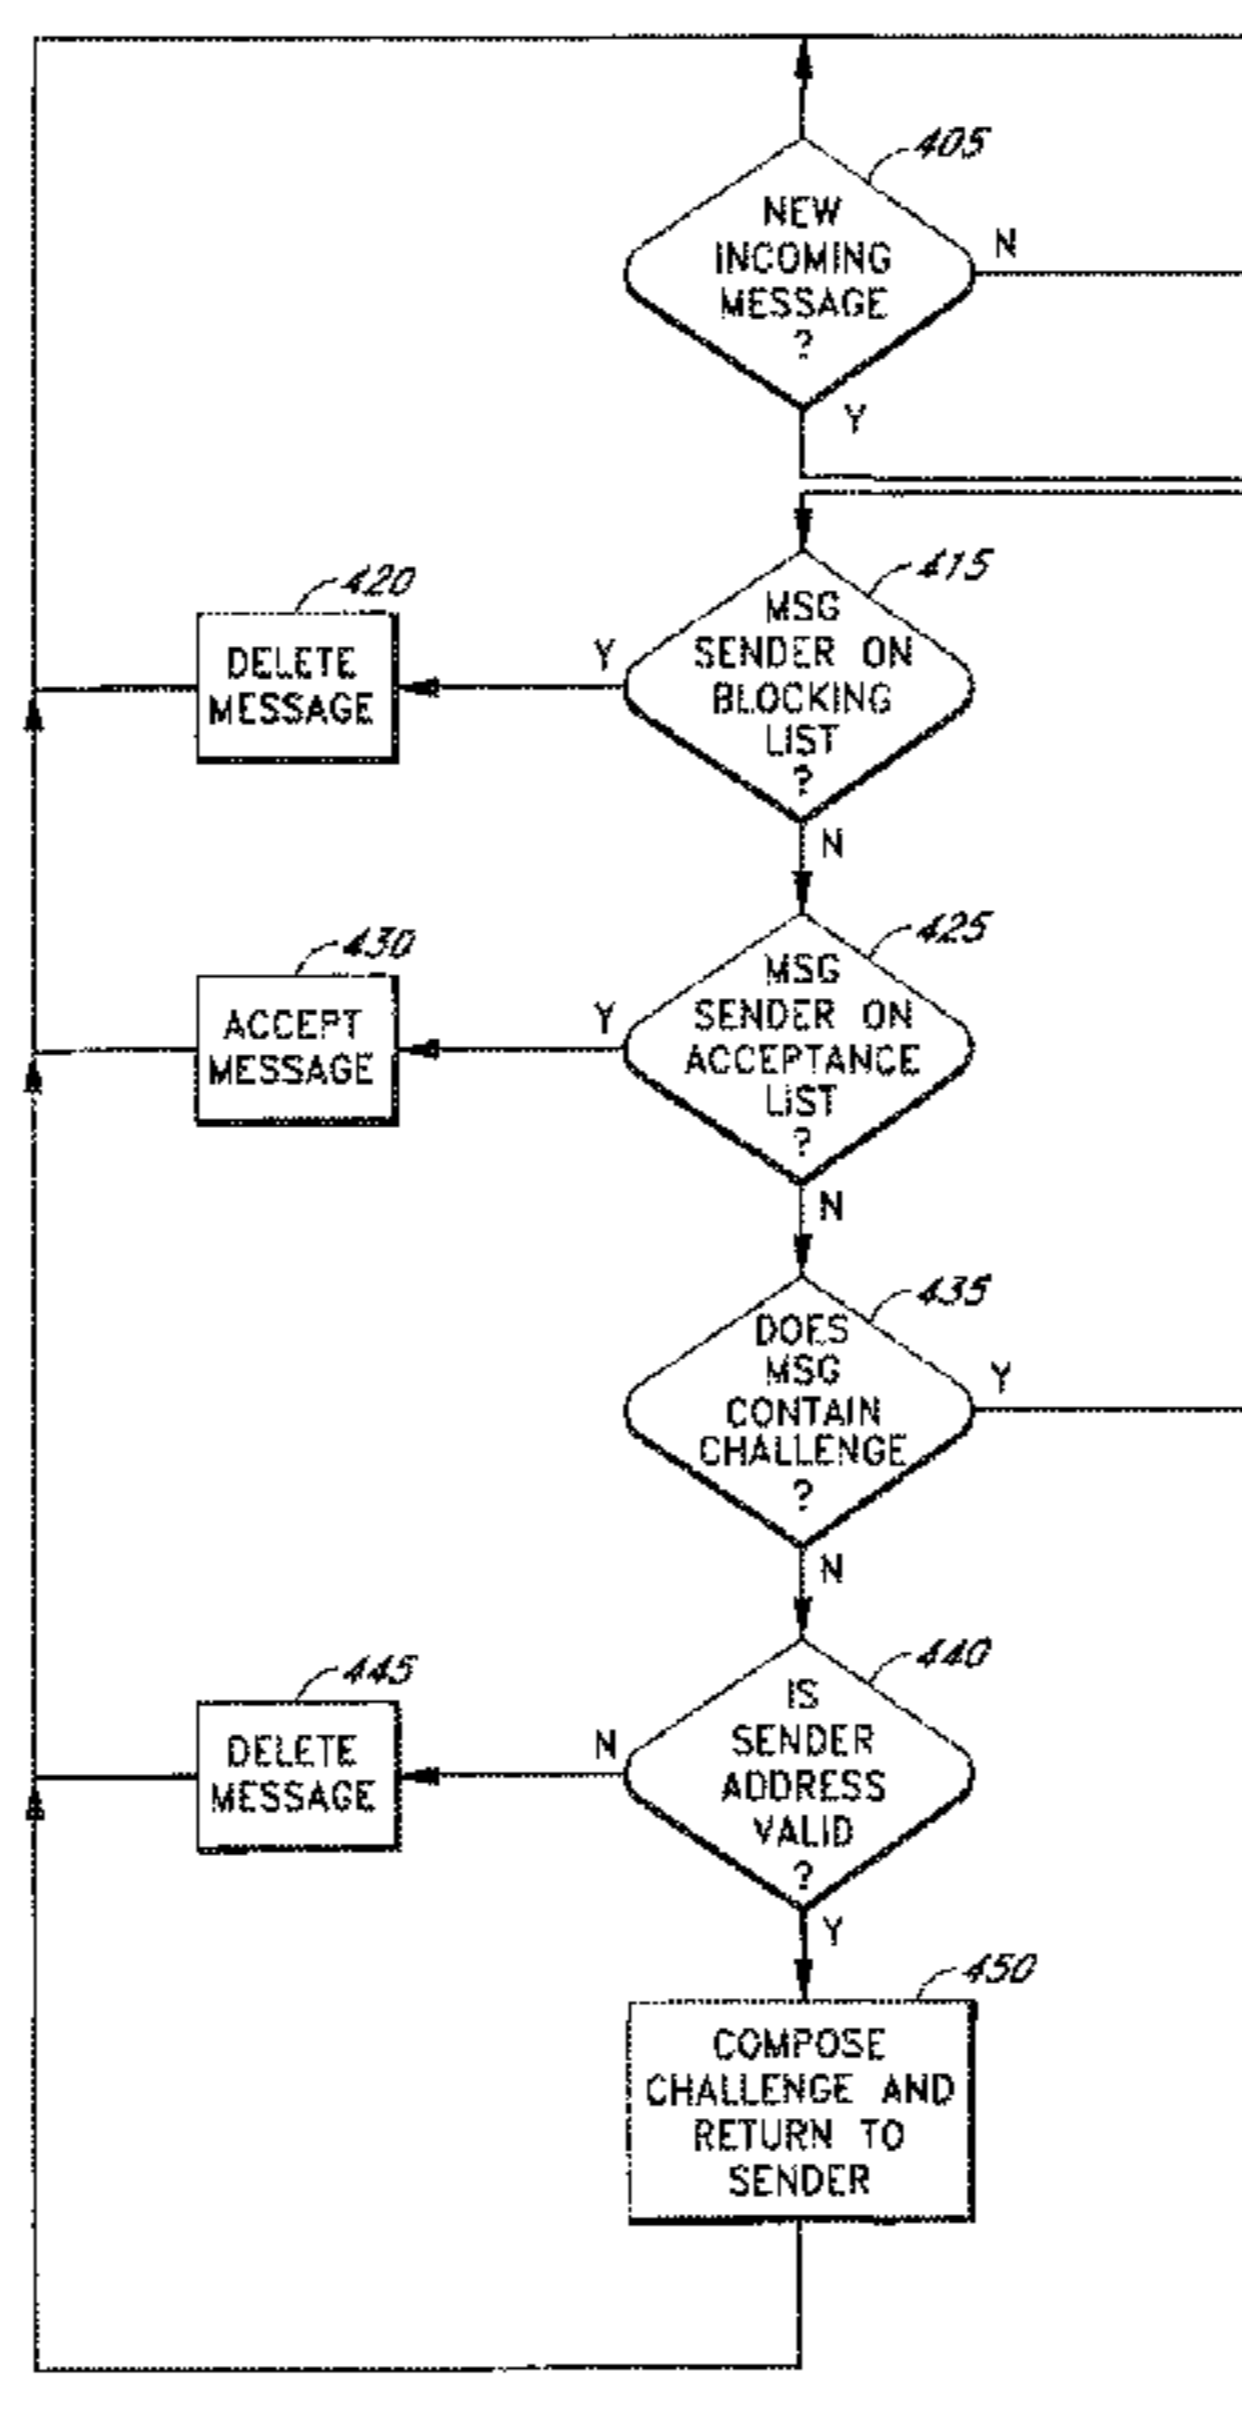 405
NEW
INCOMING
MESSAGE
?
N
Y
415
MSG
SENDER ON
BLOCKING
LIST
?
Y
420
DELETE
MESSAGE
N
425
MSG
SENDER ON
ACCEPTANCE
LIST
?
Y
430
ACCEPT
MESSAGE
N
435
DOES
MSG
CONTAIN
CHALLENGE
?
Y
N
440
IS
SENDER
ADDRESS
VALID
?
N
445
DELETE
MESSAGE
Y
450
COMPOSE
CHALLENGE AND
RETURN TO
SENDER